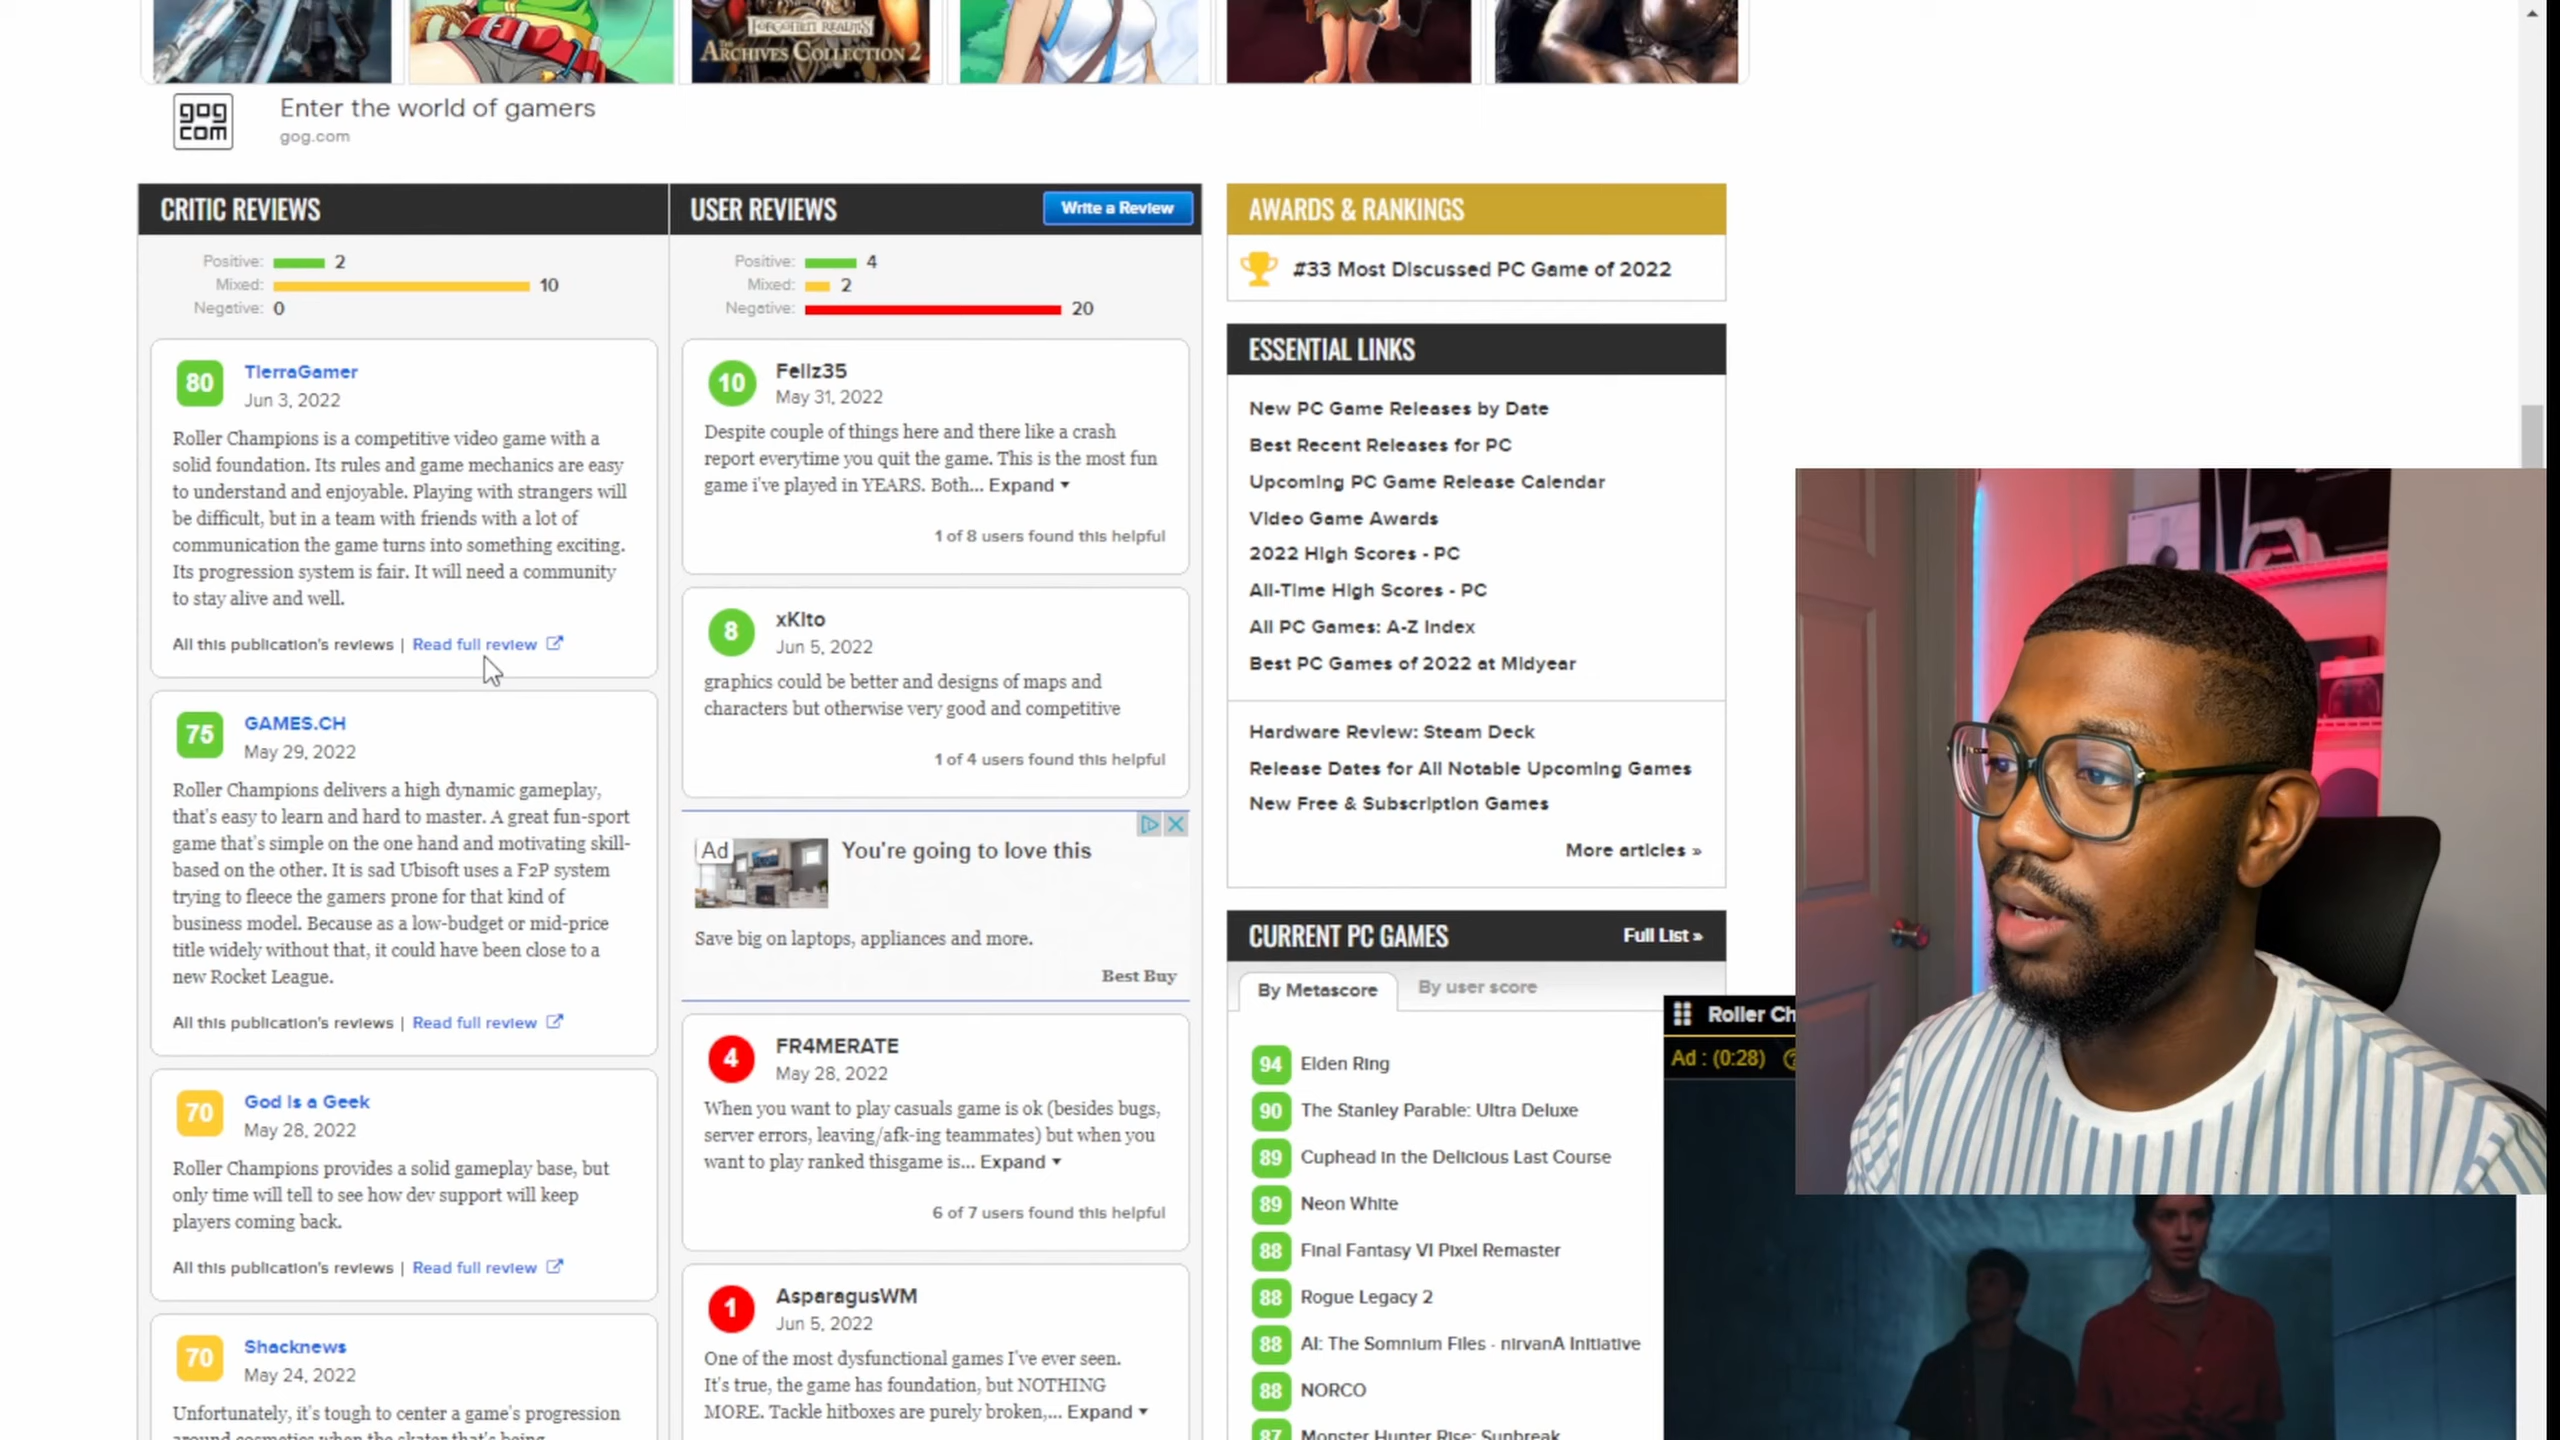 FORGOTTEN REALMS
ARCHIVES COLLECTION 2
gog
com
Enter the world of gamers
gog.com
CRITIC REVIEWS
Positive: 2
Mixed: 10
Negative: 0
80
TierraGamer
Jun 3, 2022
Roller Champions is a competitive video game with a
solid foundation. Its rules and game mechanics are easy
to understand and enjoyable. Playing with strangers will
be difficult, but in a team with friends with a lot of
communication the game turns into something exciting.
Its progression system is fair. It will need a community
to stay alive and well.
All this publication's reviews | Read full review
75
GAMES.CH
May 29, 2022
Roller Champions delivers a high dynamic gameplay,
that's easy to learn and hard to master. A great fun-sport
game that's simple on the one hand and motivating skill-
based on the other. It is sad Ubisoft uses a F2P system
trying to fleece the gamers prone for that kind of
business model. Because as a low-budget or mid-price
title widely without that, it could have been close to a
new Rocket League.
All this publication's reviews | Read full review
70
God Is a Geek
May 28, 2022
Roller Champions provides a solid gameplay base, but
only time will tell to see how dev support will keep
players coming back.
All this publication's reviews | Read full review
70
Shacknews
May 24, 2022
Unfortunately, it's tough to center a game's progression
around cosmetics when the skater that's being
USER REVIEWS
Write a Review
Positive: 4
Mixed: 2
Negative: 20
10
Feliz35
May 31, 2022
Despite couple of things here and there like a crash
report everytime you quit the game. This is the most fun
game i've played in YEARS. Both... Expand
1 of 8 users found this helpful
8
xKito
Jun 5, 2022
graphics could be better and designs of maps and
characters but otherwise very good and competitive
1 of 4 users found this helpful
Ad
You're going to love this
Save big on laptops, appliances and more.
Best Buy
4
FR4MERATE
May 28, 2022
When you want to play casuals game is ok (besides bugs,
server errors, leaving/afk-ing teammates) but when you
want to play ranked thisgame is... Expand
6 of 7 users found this helpful
1
AsparagusWM
Jun 5, 2022
One of the most dysfunctional games I've ever seen.
It's true, the game has foundation, but NOTHING
MORE. Tackle hitboxes are purely broken,... Expand
AWARDS & RANKINGS
#33 Most Discussed PC Game of 2022
ESSENTIAL LINKS
New PC Game Releases by Date
Best Recent Releases for PC
Upcoming PC Game Release Calendar
Video Game Awards
2022 High Scores - PC
All-Time High Scores - PC
All PC Games: A-Z Index
Best PC Games of 2022 at Midyear
Hardware Review: Steam Deck
Release Dates for All Notable Upcoming Games
New Free & Subscription Games
More articles »
CURRENT PC GAMES
Full List »
By Metascore
By user score
94 Elden Ring
90 The Stanley Parable: Ultra Deluxe
89 Cuphead in the Delicious Last Course
89 Neon White
88 Final Fantasy VI Pixel Remaster
88 Rogue Legacy 2
88 AI: The Somnium Files - nirvanA Initiative
88 NORCO
87 Monster Hunter Rise: Sunbreak
Roller Ch
Ad : (0:28)